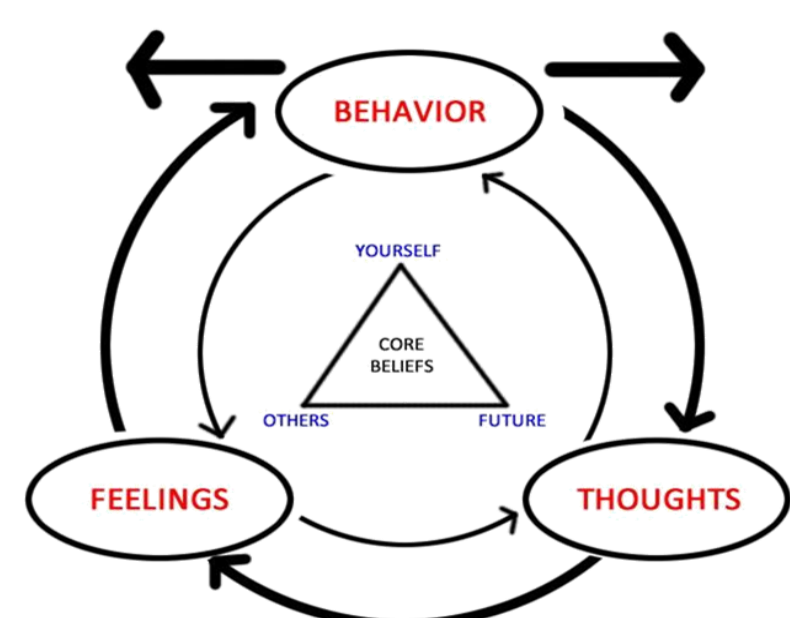 BEHAVIOR
YOURSELF
CORE
BELIEFS
OTHERS
FUTURE
FEELINGS
THOUGHTS